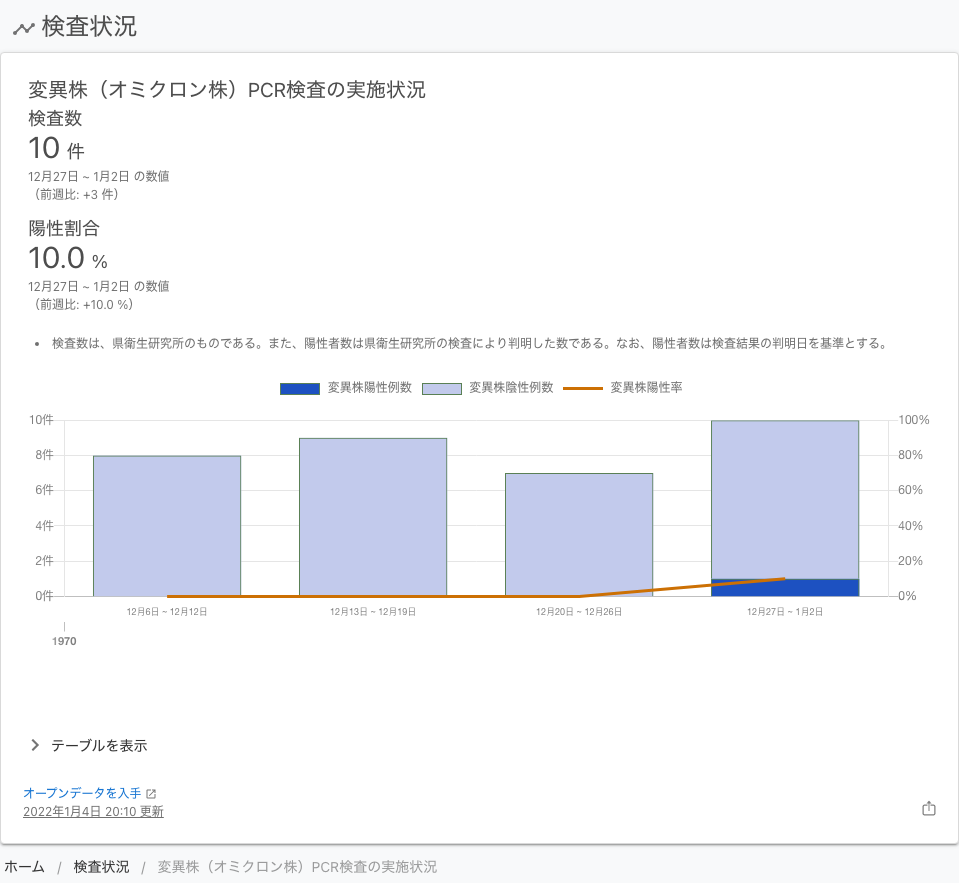 検査状況
変異株（オミクロン株）PCR検査の実施状況
検査数
10 件
12月27日 ~ 1月2日 の数値
（前週比: +3 件）
陽性割合
10.0 %
12月27日 ~ 1月2日 の数値
（前週比: +10.0 %）
• 検査数は、県衛生研究所のものである。また、陽性者数は県衛生研究所の検査により判明した数である。なお、陽性者数は検査結果の判明日を基準とする。
変異株陽性例数 変異株陰性例数 変異株陽性率
10件 100%
8件 80%
6件 60%
4件 40%
2件 20%
0件 0%
12月6日 ~ 12月12日 12月13日 ~ 12月19日 12月20日 ~ 12月26日 12月27日 ~ 1月2日
1970
テーブルを表示
オープンデータを入手
2022年1月4日 20:10 更新
ホーム / 検査状況 / 変異株（オミクロン株）PCR検査の実施状況